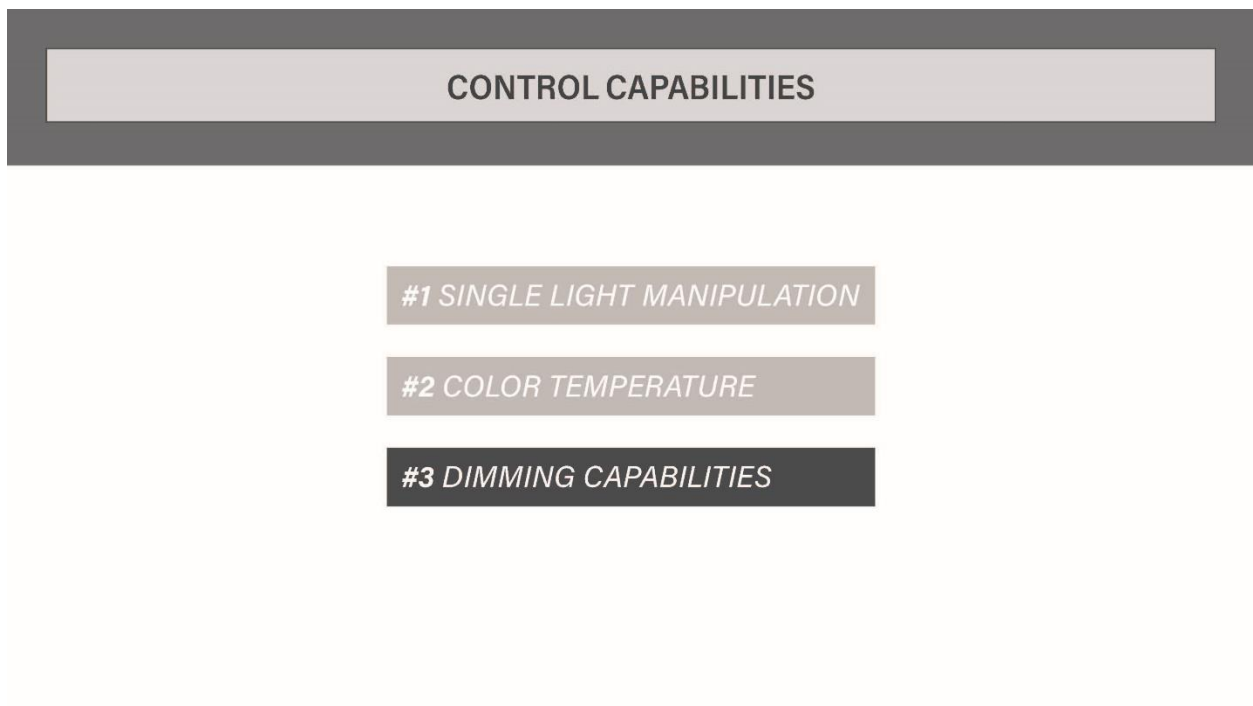 CONTROL CAPABILITIES
#1 SINGLE LIGHT MANIPULATION
#2 COLOR TEMPERATURE
#3 DIMMING CAPABILITIES